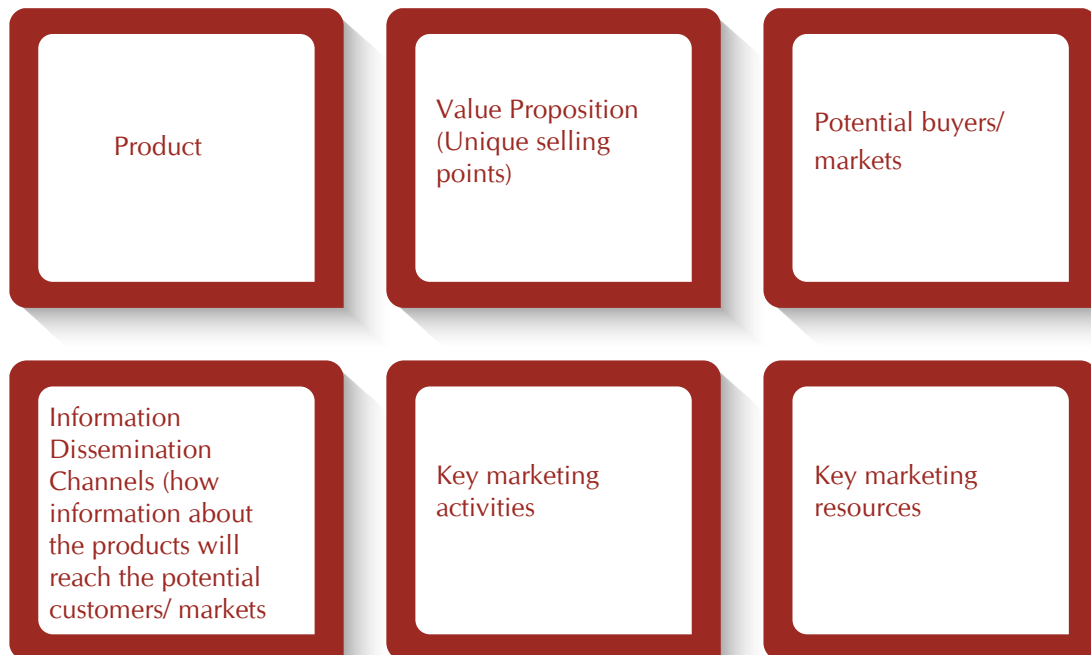 Product
Value Proposition
(Unique selling
points)
Potential buyers/
markets
Information
Dissemination
Channels (how
information about
the products will
reach the potential
customers/ markets
Key marketing
activities
Key marketing
resources